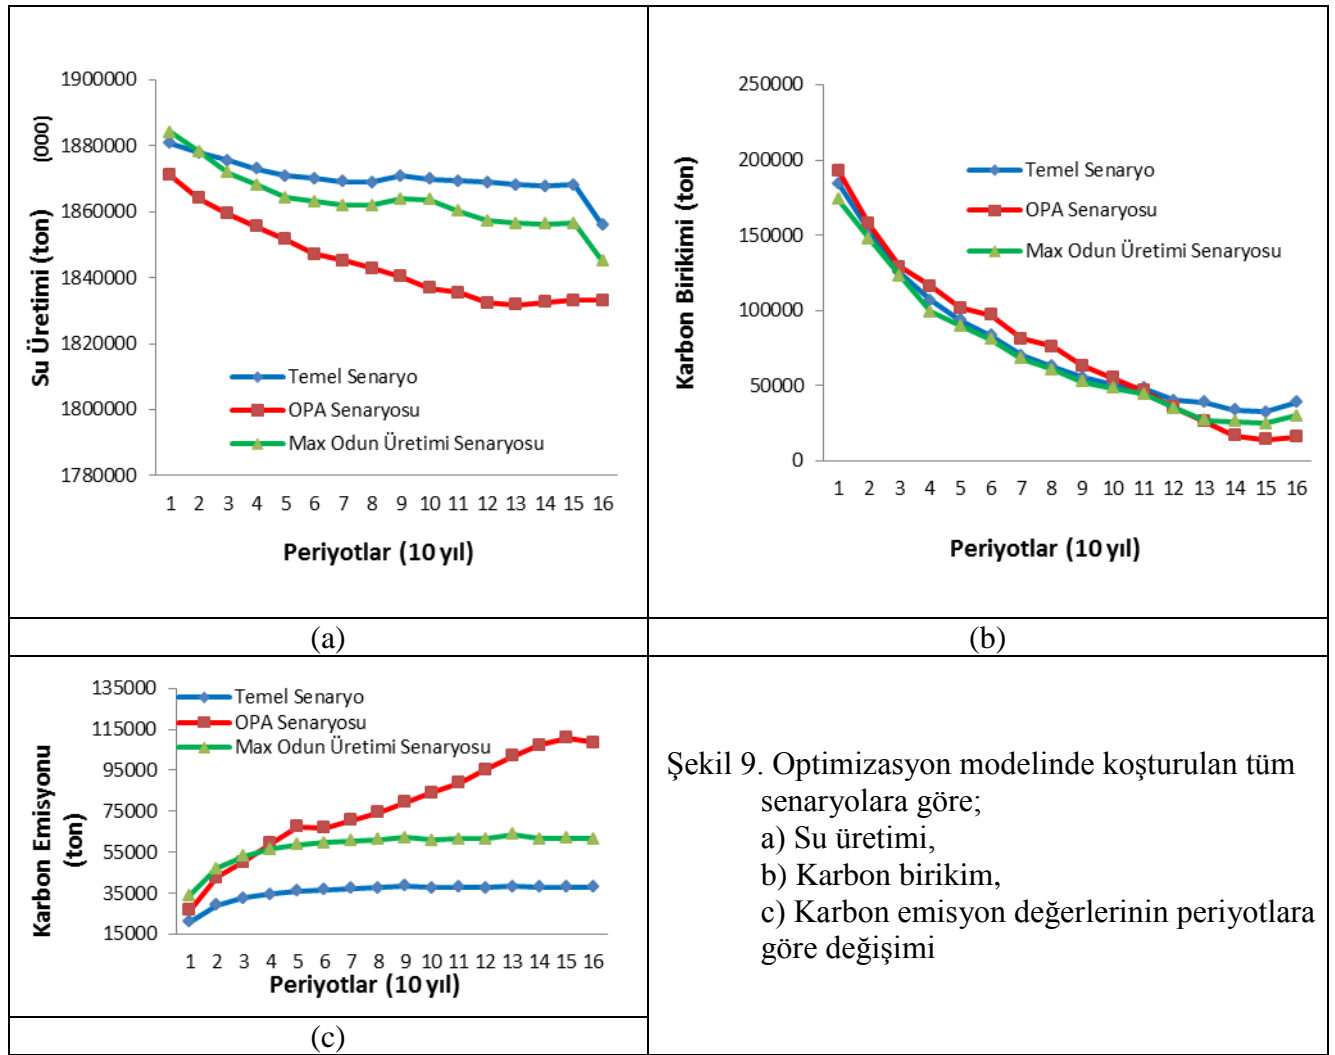 1900000
1880000
1860000
1840000
1820000
1800000
1780000
Su Üretimi (ton) (000)
Temel Senaryo
OPA Senaryosu
Max Odun Üretimi Senaryosu
1 2 3 4 5 6 7 8 9 10 11 12 13 14 15 16
Periyotlar (10 yıl)
(a)
250000
200000
150000
100000
50000
0
Karbon Birikimi (ton)
Temel Senaryo
OPA Senaryosu
Max Odun Üretimi Senaryosu
1 2 3 4 5 6 7 8 9 10 11 12 13 14 15 16
Periyotlar (10 yıl)
(b)
135000
115000
95000
75000
55000
35000
15000
Karbon Emisyonu
(ton)
Temel Senaryo
OPA Senaryosu
Max Odun Üretimi Senaryosu
1 2 3 4 5 6 7 8 9 10 11 12 13 14 15 16
Periyotlar (10 yıl)
(c)
Şekil 9. Optimizasyon modelinde koşturulan tüm
senaryolara göre;
a) Su üretimi,
b) Karbon birikim,
c) Karbon emisyon değerlerinin periyotlara
göre değişimi